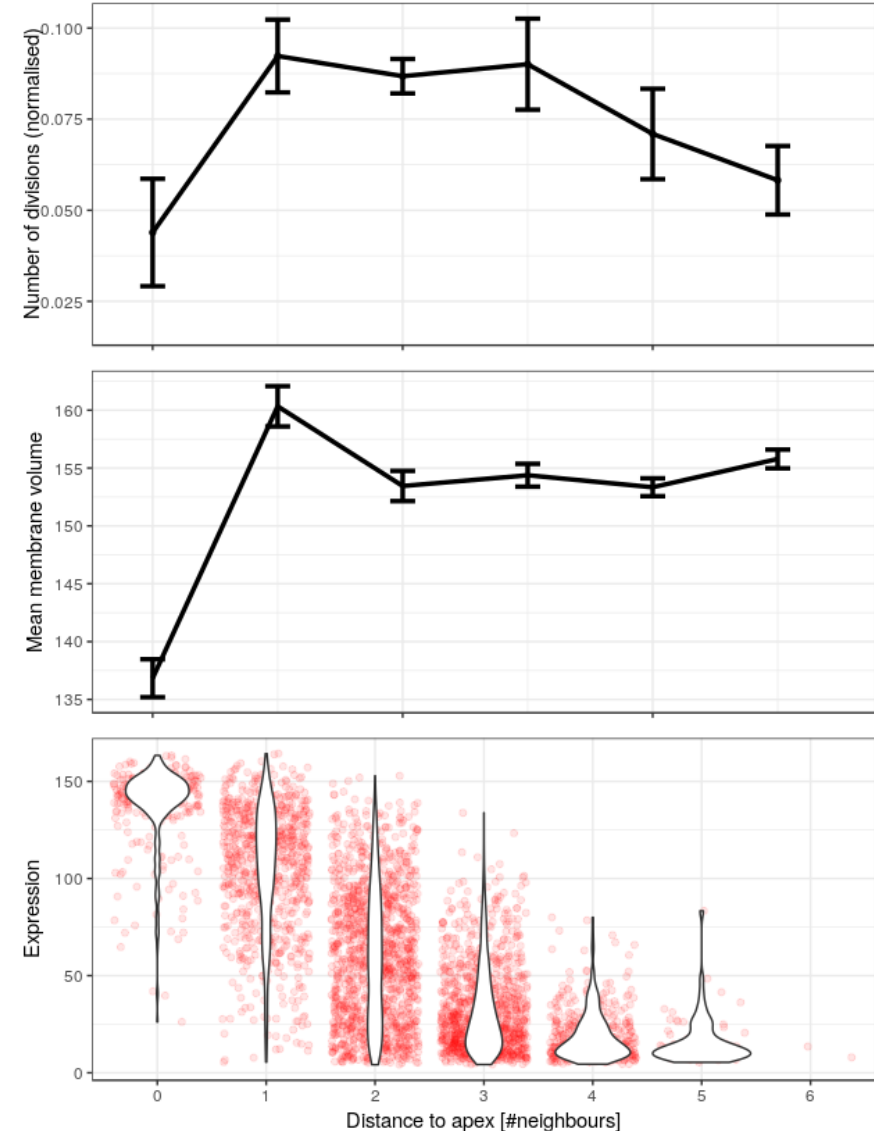 Number of divisions (normalised)
0.100
0.075
0.050
0.025
Mean membrane volume
160
155
150
145
140
135
Expression
150
100
50
0
0 1 2 3 4 5 6
Distance to apex [#neighbours]